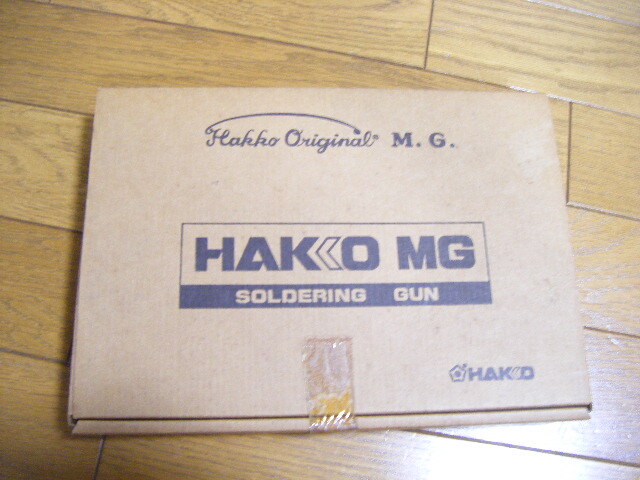 Hakko Original® M. G.
HAKKO MG
SOLDERING GUN
HAKKO